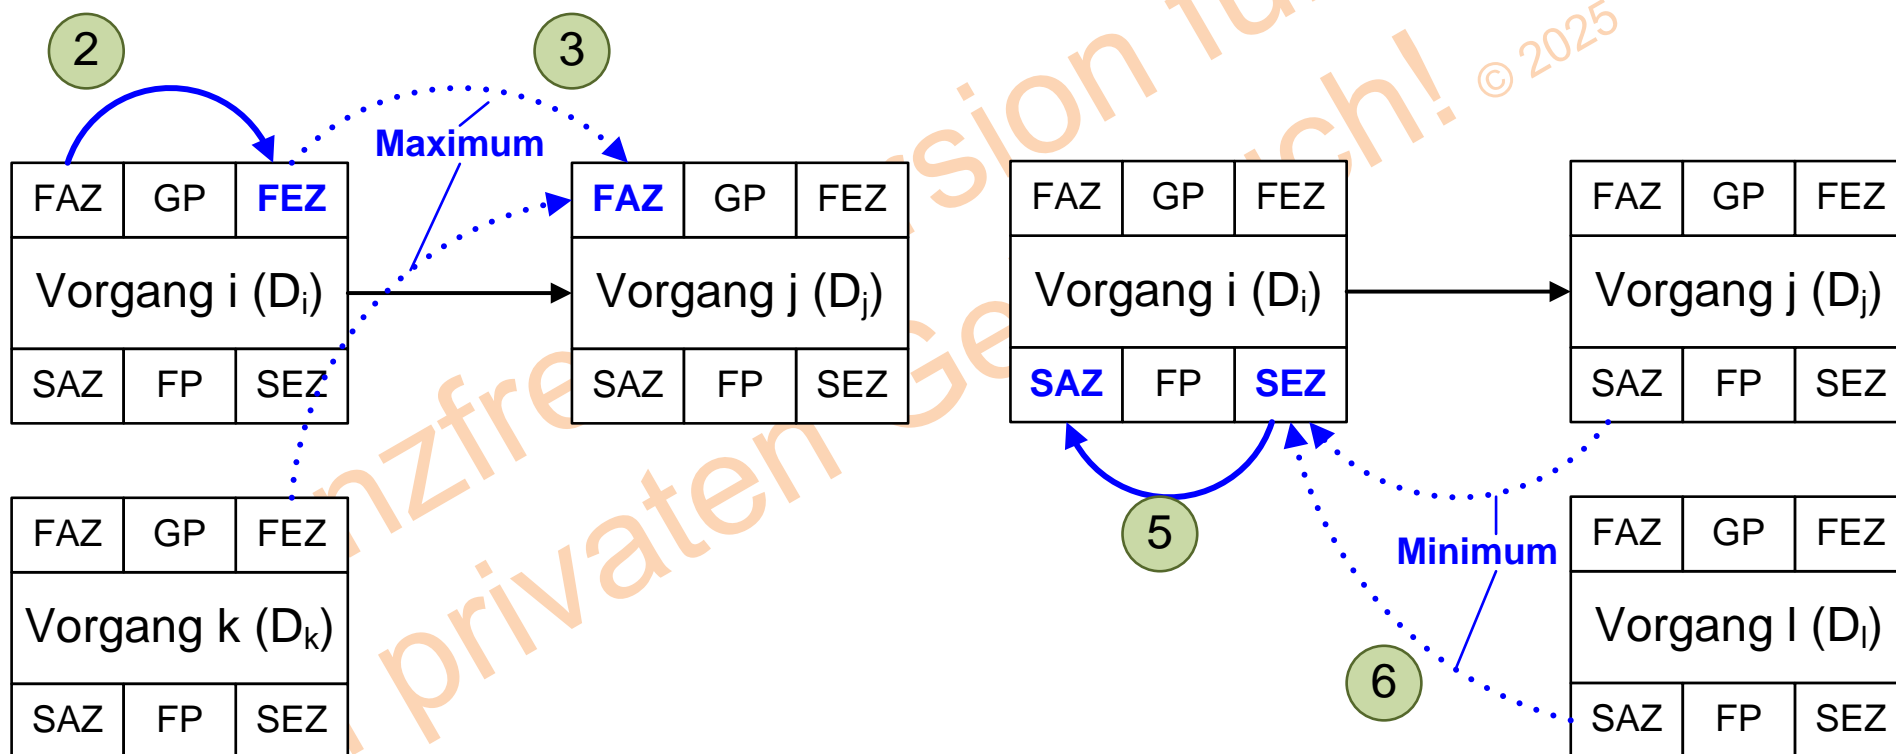 2
3
Maximum
FAZ GP FEZ
Vorgang i (Di)
SAZ FP SEZ
FAZ GP FEZ
Vorgang j (Dj)
SAZ FP SEZ
FAZ GP FEZ
Vorgang k (Dk)
SAZ FP SEZ
FAZ GP FEZ
Vorgang i (Di)
SAZ FP SEZ
FAZ GP FEZ
Vorgang j (Dj)
SAZ FP SEZ
5
Minimum
6
FAZ GP FEZ
Vorgang l (Dl)
SAZ FP SEZ
© 2025
privaten